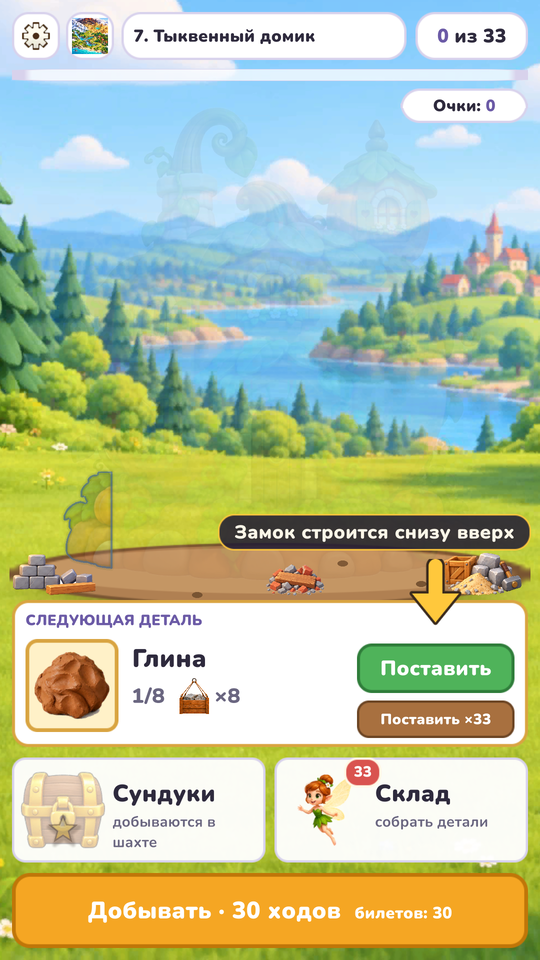 7. Тыквенный домик
0 из 33
Очки: 0
Замок строится снизу вверх
СЛЕДУЮЩАЯ ДЕТАЛЬ
Глина
1/8 ×8
Поставить
Поставить ×33
Сундуки
добываются в
шахте
33
Склад
собрать детали
Добывать · 30 ходов билетов: 30